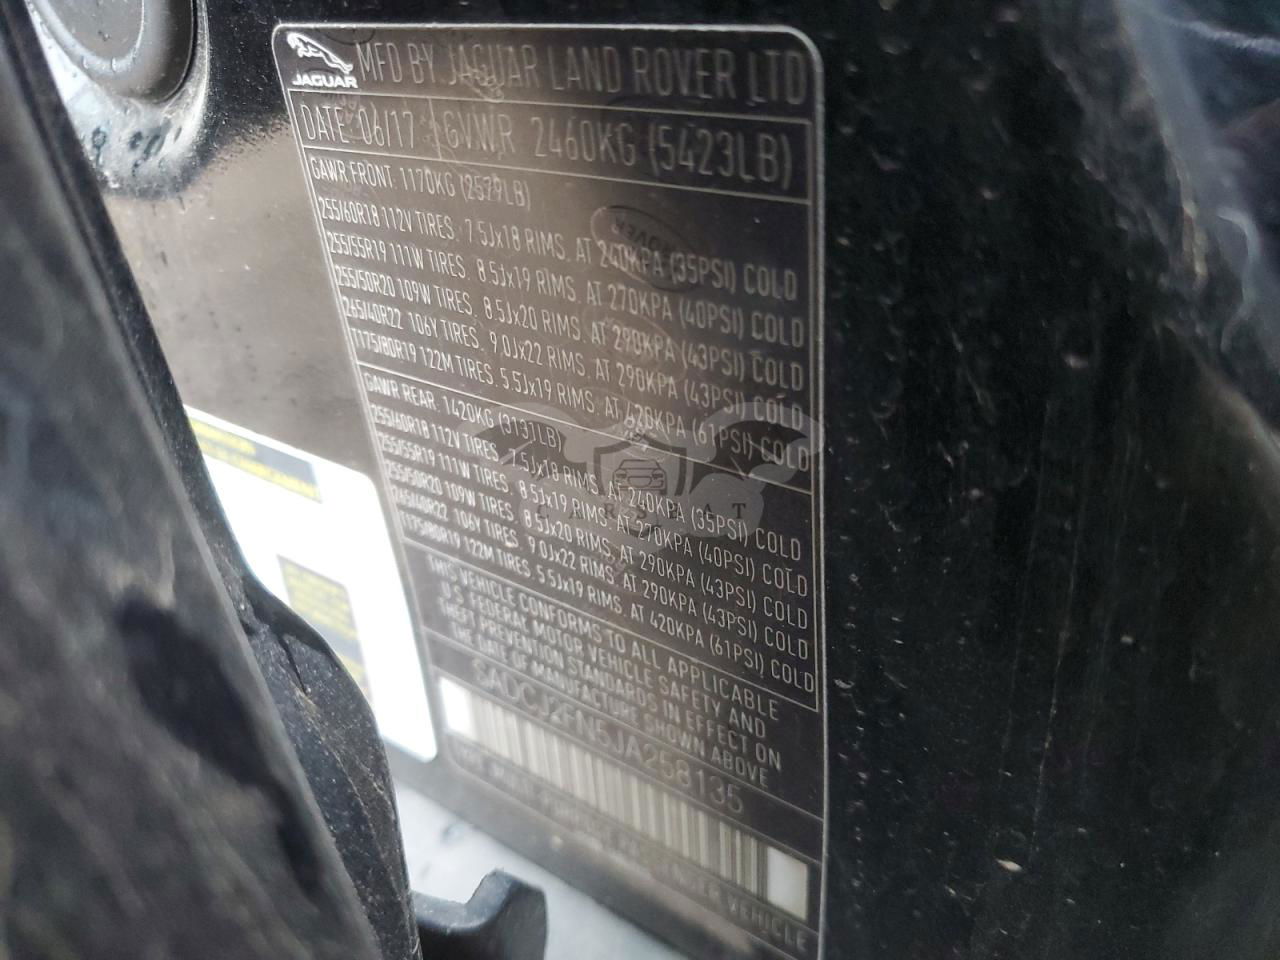 JAGUAR
MFD BY JAGUAR LAND ROVER LTD
DATE 06/17 GVWR 2460KG (5423LB)
GAWR FRONT. 1170KG (2579LB)
255/60R18 112V TIRES. 7.5Jx18 RIMS. AT 240KPA (35PSI) COLD
255/55R19 111W TIRES. 8.5Jx19 RIMS. AT 270KPA (40PSI) COLD
255/50R20 109W TIRES. 8.5Jx20 RIMS. AT 290KPA (43PSI) COLD
265/40R22 106Y TIRES. 9.0Jx22 RIMS. AT 290KPA (43PSI) COLD
T175/80R19 122M TIRES. 5.5Jx19 RIMS. AT 420KPA (61PSI) COLD
GAWR REAR. 1420KG (3131LB)
255/60R18 112V TIRES. 7.5Jx18 RIMS. AT 240KPA (35PSI) COLD
255/55R19 111W TIRES. 8.5Jx19 RIMS. AT 270KPA (40PSI) COLD
255/50R20 109W TIRES. 8.5Jx20 RIMS. AT 290KPA (43PSI) COLD
265/40R22 106Y TIRES. 9.0Jx22 RIMS. AT 290KPA (43PSI) COLD
T175/80R19 122M TIRES. 5.5Jx19 RIMS. AT 420KPA (61PSI) COLD
THIS VEHICLE CONFORMS TO ALL APPLICABLE
U.S. FEDERAL MOTOR VEHICLE SAFETY AND
THEFT PREVENTION STANDARDS IN EFFECT ON
THE DATE OF MANUFACTURE SHOWN ABOVE
SADCJ2FN5JA258135
VEHICLE